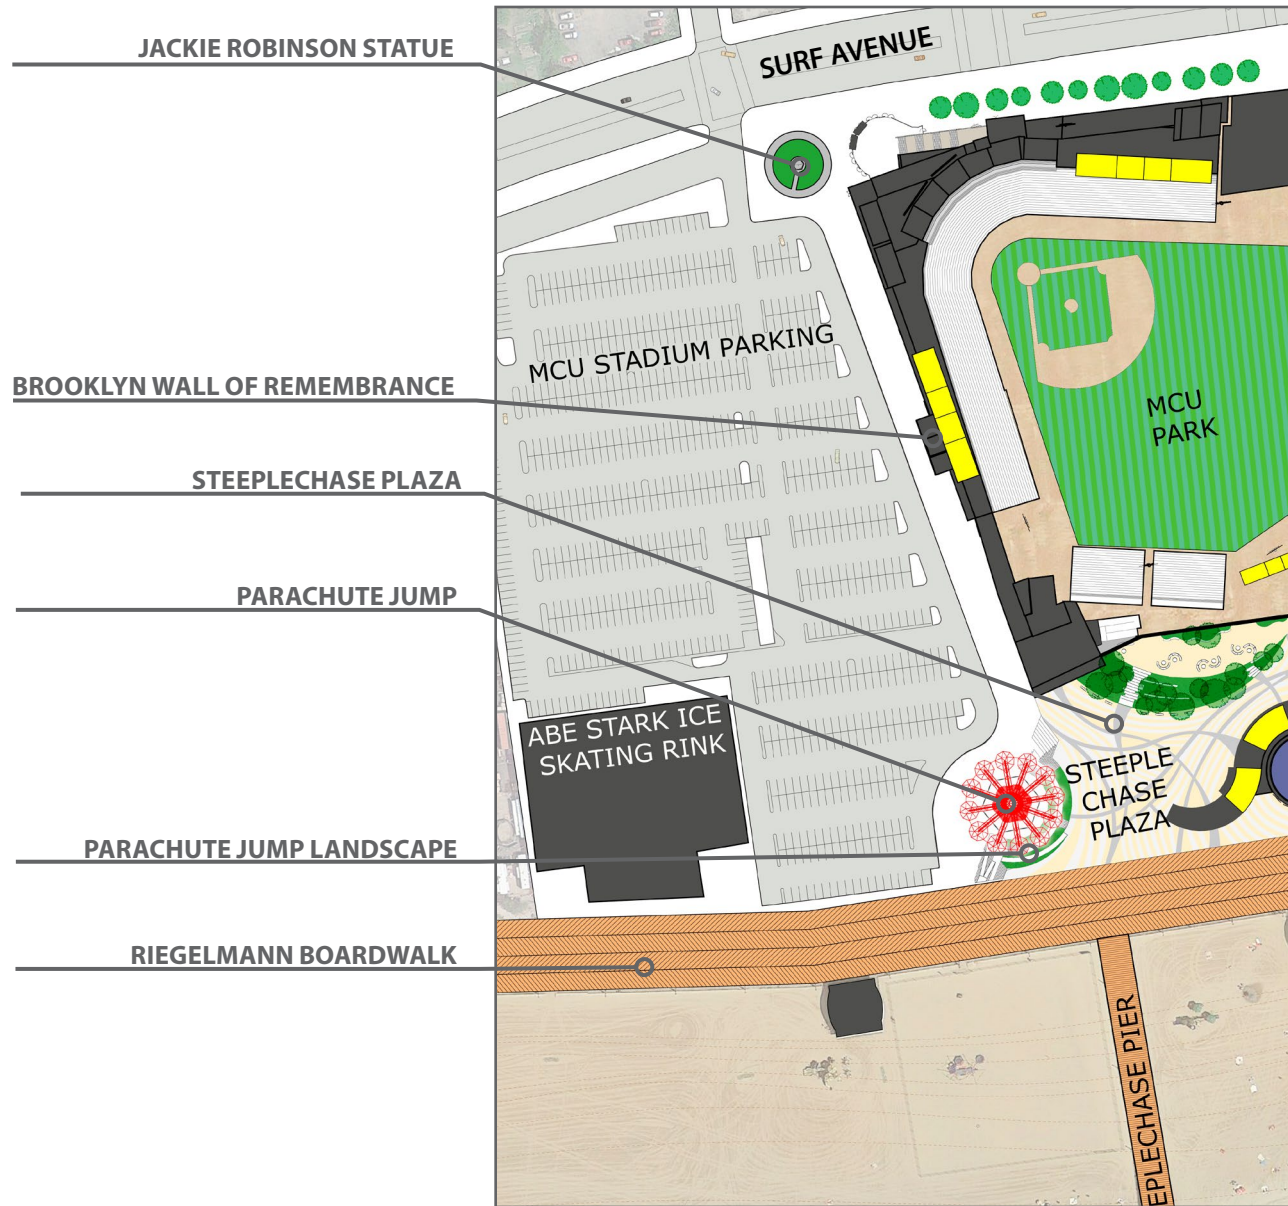 JACKIE ROBINSON STATUE
SURF AVENUE
MCU STADIUM PARKING
BROOKLYN WALL OF REMEMBRANCE
MCU
PARK
STEEPLECHASE PLAZA
PARACHUTE JUMP
ABE STARK ICE
SKATING RINK
STEEPLE
CHASE
PLAZA
PARACHUTE JUMP LANDSCAPE
RIEGELMANN BOARDWALK
EPLECHASE PIER